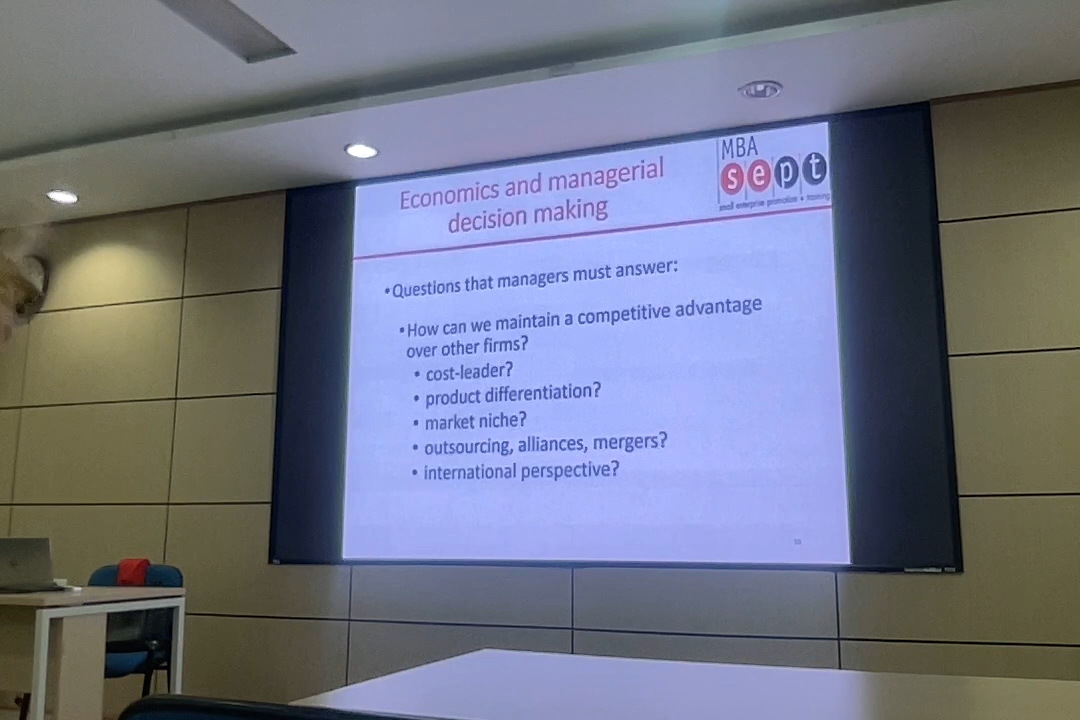 Economics and managerial
decision making
MBA
sept
small enterprise promotion + training
•Questions that managers must answer:
•How can we maintain a competitive advantage
over other firms?
• cost-leader?
• product differentiation?
• market niche?
• outsourcing, alliances, mergers?
• international perspective?